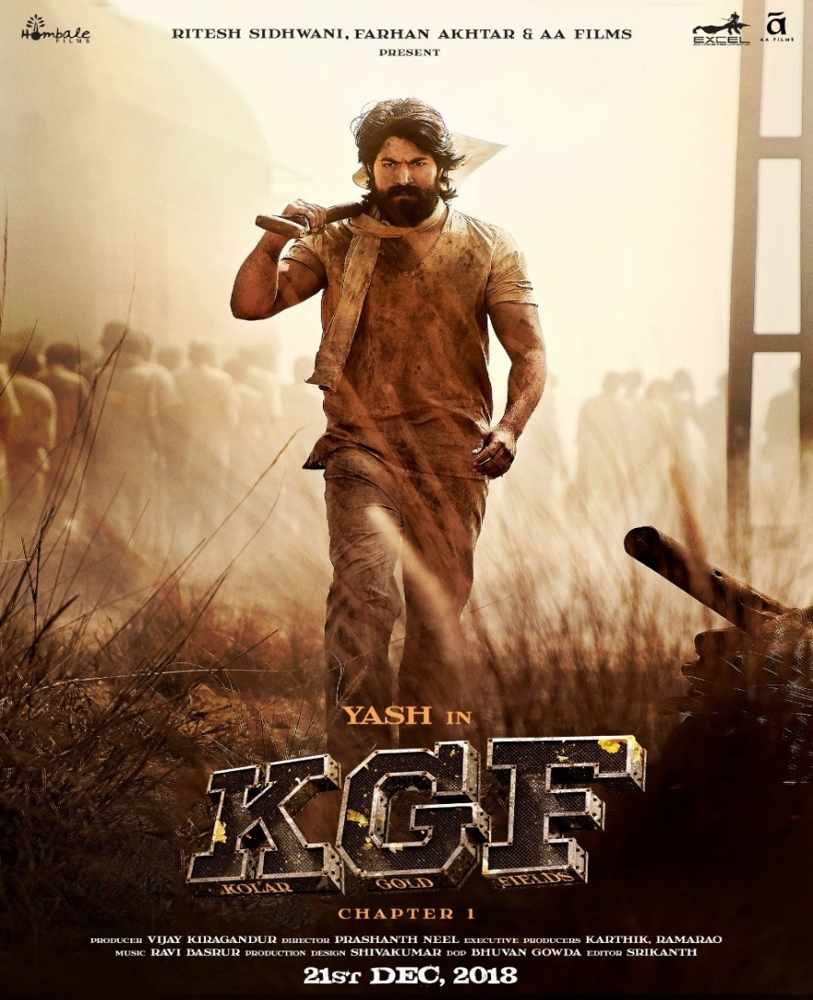 Hombale
FILMS
RITESH SIDHWANI, FARHAN AKHTAR & AA FILMS
PRESENT
EXCEL
ā
AA FILMS
YASH IN
KGF
KOLAR GOLD FIELDS
CHAPTER 1
PRODUCER VIJAY KIRAGANDUR DIRECTOR PRASHANTH NEEL EXECUTIVE PRODUCERS KARTHIK, RAMARAO
MUSIC RAVI BASRUR PRODUCTION DESIGN SHIVAKUMAR DOP BHUVAN GOWDA EDITOR SRIKANTH
21ST DEC, 2018